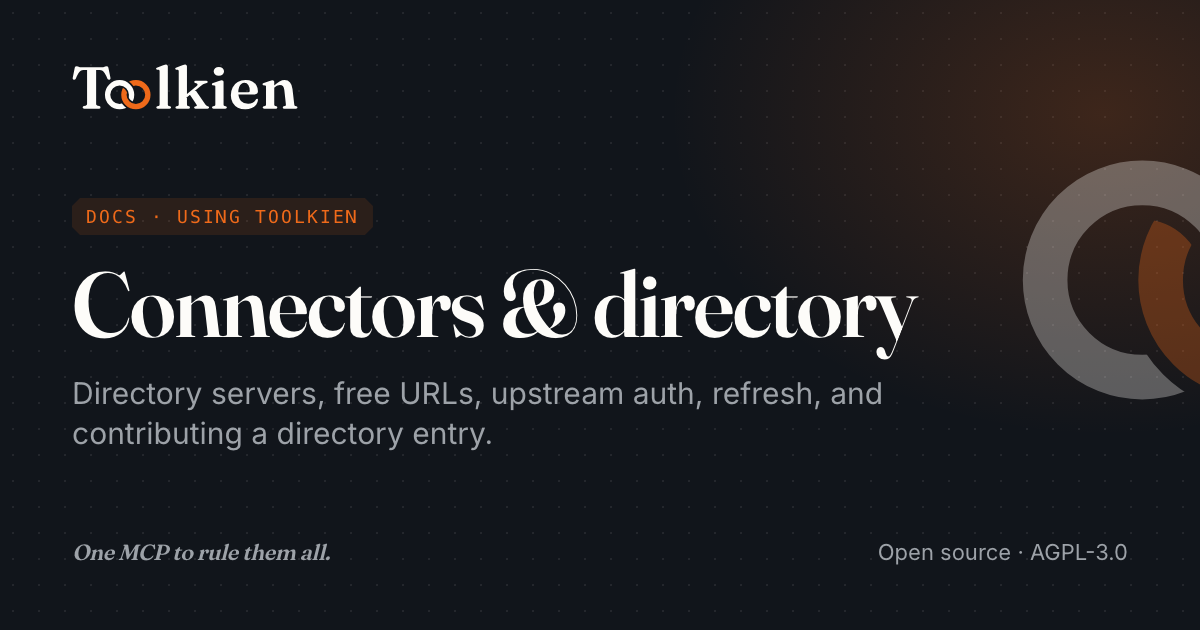 Toolkien
DOCS · USING TOOLKIEN
Connectors & directory
Directory servers, free URLs, upstream auth, refresh, and
contributing a directory entry.
One MCP to rule them all.
Open source · AGPL-3.0